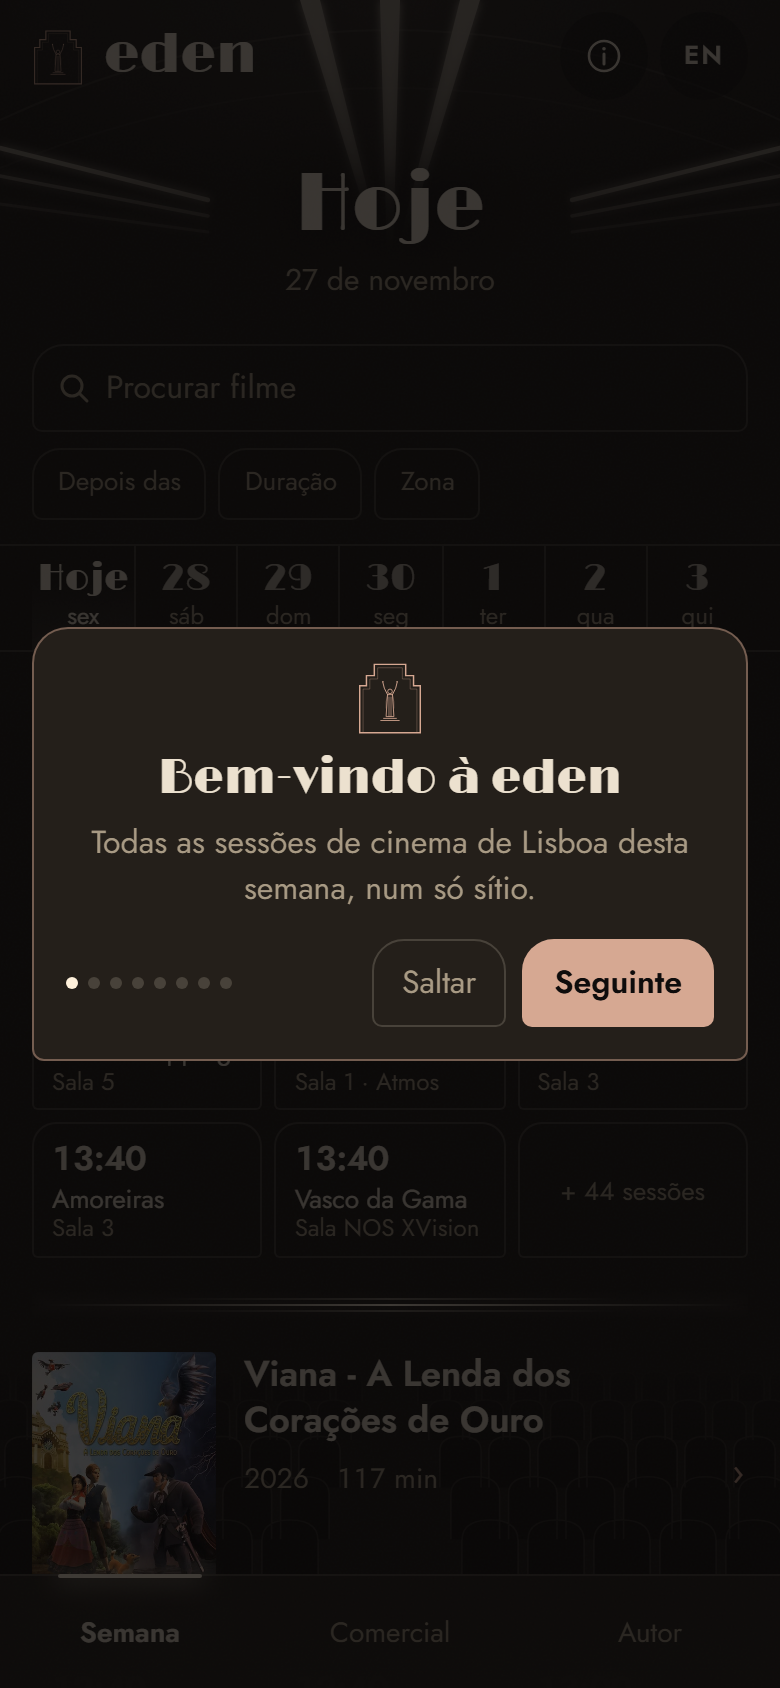 eden
EN
Hoje
27 de novembro
Procurar filme
Depois das
Duração
Zona
Hoje 28 29 30 1 2 3
sex sáb dom seg ter qua qui
Bem-vindo à eden
Todas as sessões de cinema de Lisboa desta
semana, num só sítio.
Saltar
Seguinte
Sala 5
Sala 1 · Atmos
Sala 3
13:40
Amoreiras
Sala 3
13:40
Vasco da Gama
Sala NOS XVision
+ 44 sessões
Viana
Viana - A Lenda dos
Corações de Ouro
2026 117 min
Semana
Comercial
Autor